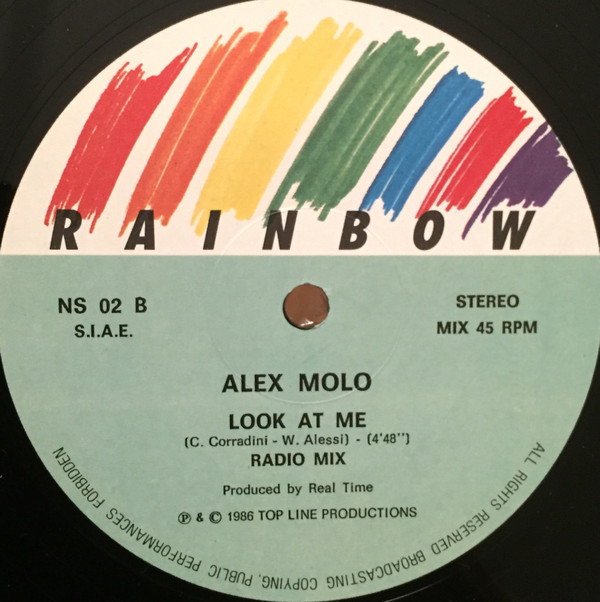 RAINBOW
NS 02 B
S.I.A.E.
STEREO
MIX 45 RPM
ALEX MOLO
LOOK AT ME
(C. Corradini - W. Alessi) - (4'48'')
RADIO MIX
Produced by Real Time
℗ & © 1986 TOP LINE PRODUCTIONS
ALL RIGHTS RESERVED BROADCASTING COPYING, PUBLIC PERFORMANCES FORBIDDEN